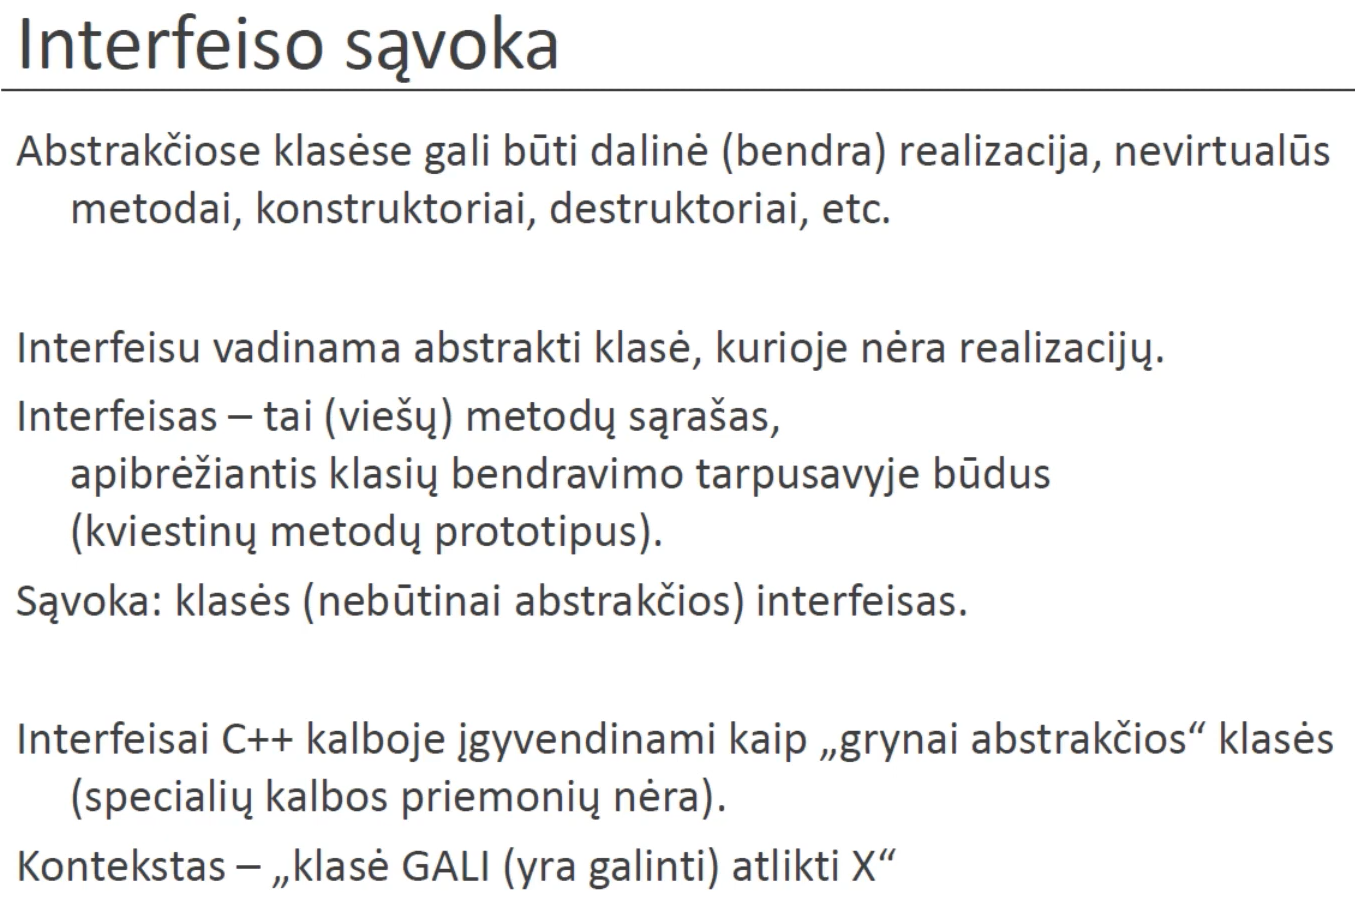 Interfeiso sąvoka
Abstrakčiose klasėse gali būti dalinė (bendra) realizacija, nevirtualūs
metodai, konstruktoriai, destruktoriai, etc.
Interfeisu vadinama abstrakti klasė, kurioje nėra realizacijų.
Interfeisas – tai (viešų) metodų sąrašas,
apibrėžiantis klasių bendravimo tarpusavyje būdus
(kviestinų metodų prototipus).
Sąvoka: klasės (nebūtinai abstrakčios) interfeisas.
Interfeisai C++ kalboje įgyvendinami kaip „grynai abstrakčios“ klasės
(specialių kalbos priemonių nėra).
Kontekstas – „klasė GALI (yra galinti) atlikti X“